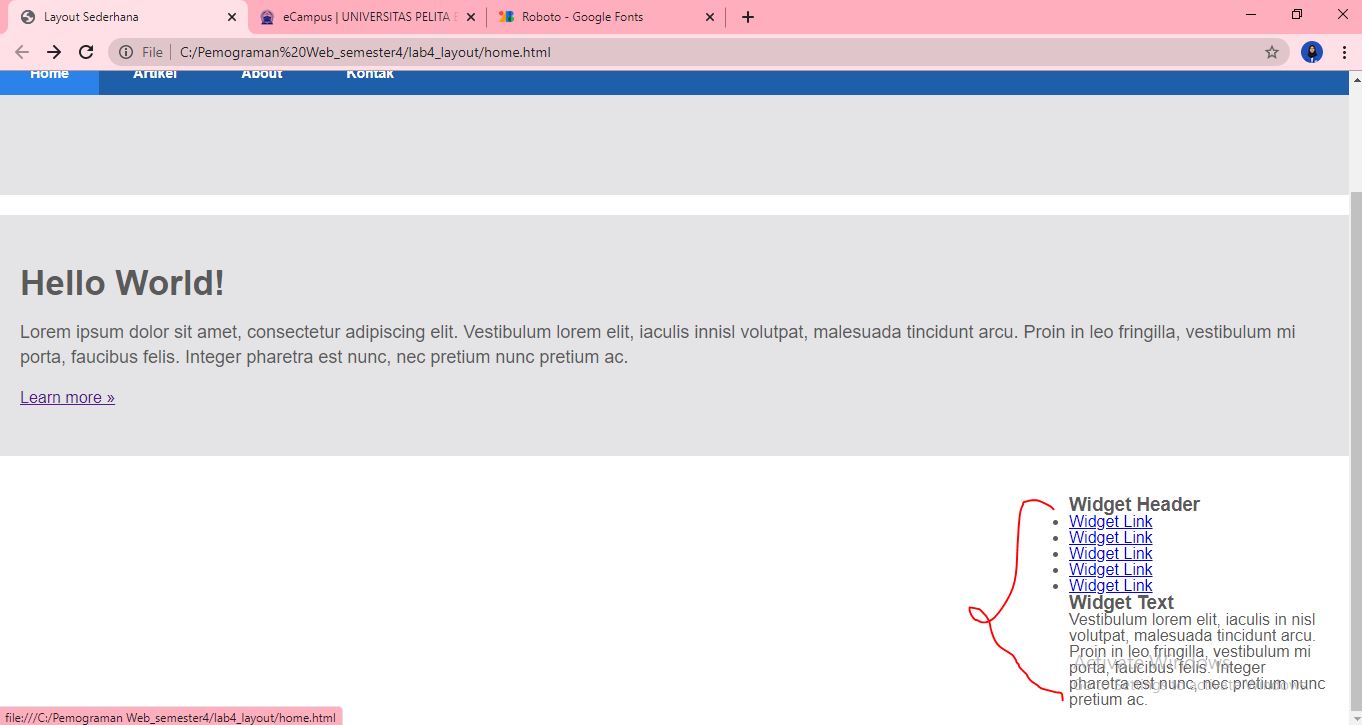 Layout Sederhana
eCampus | UNIVERSITAS PELITA
Roboto - Google Fonts
File
C:/Pemograman%20Web_semester4/lab4_layout/home.html
Home Artikel About Kontak
Hello World!
Lorem ipsum dolor sit amet, consectetur adipiscing elit. Vestibulum lorem elit, iaculis innisl volutpat, malesuada tincidunt arcu. Proin in leo fringilla, vestibulum mi
porta, faucibus felis. Integer pharetra est nunc, nec pretium nunc pretium ac.
Learn more »
Widget Header
Widget Link
Widget Link
Widget Link
Widget Link
Widget Link
Widget Text
Vestibulum lorem elit, iaculis in nisl
volutpat, malesuada tincidunt arcu.
Proin in leo fringilla, vestibulum mi
porta, faucibus felis. Integer
pharetra est nunc, nec pretium nunc
pretium ac.
Activate Windows
Go to Settings to activate Windows.
file:///C:/Pemograman Web_semester4/lab4_layout/home.html